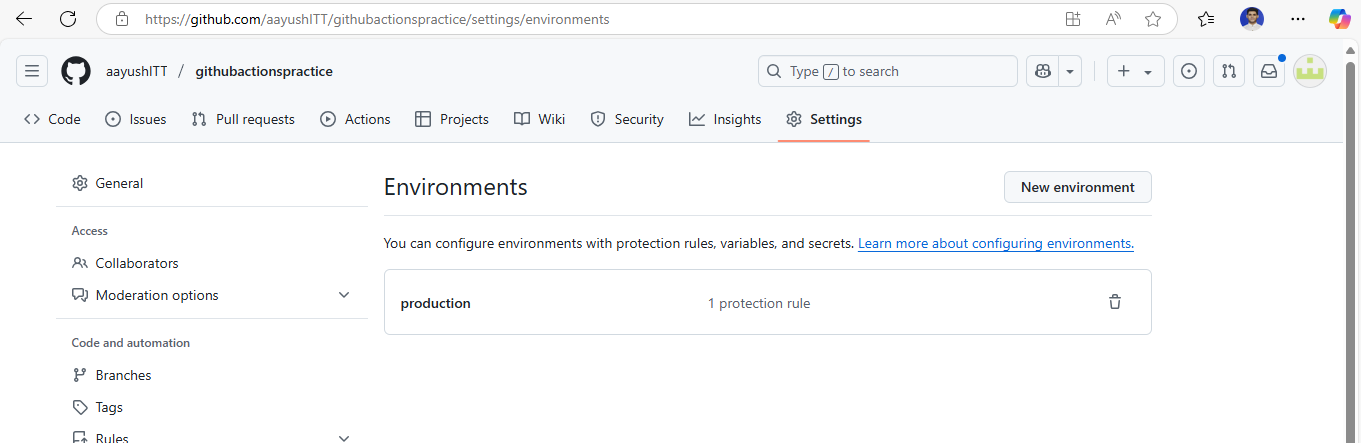 https://github.com/aayushITT/githubactionspractice/settings/environments
aayushITT / githubactionspractice
Type / to search
Code Issues Pull requests Actions Projects Wiki Security Insights Settings
General
Access
Collaborators
Moderation options
Code and automation
Branches
Tags
Rules
Environments
New environment
You can configure environments with protection rules, variables, and secrets. Learn more about configuring environments.
production 1 protection rule